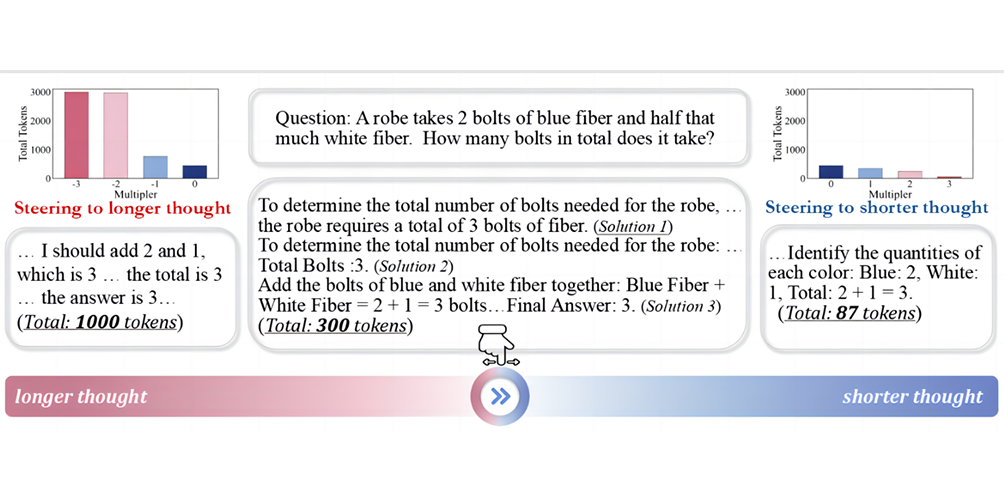 3000
2000
1000
0
Total Tokens
-3 -2 -1 0
Multipler
Steering to longer thought
... I should add 2 and 1,
which is 3 ... the total is 3
... the answer is 3...
(Total: 1000 tokens)
Question: A robe takes 2 bolts of blue fiber and half that
much white fiber. How many bolts in total does it take?
To determine the total number of bolts needed for the robe, ...
the robe requires a total of 3 bolts of fiber. (Solution 1)
To determine the total number of bolts needed for the robe: ...
Total Bolts :3. (Solution 2)
Add the bolts of blue and white fiber together: Blue Fiber +
White Fiber = 2 + 1 = 3 bolts...Final Answer: 3. (Solution 3)
(Total: 300 tokens)
3000
2000
1000
0
Total Tokens
0 1 2 3
Multipler
Steering to shorter thought
...Identify the quantities of
each color: Blue: 2, White:
1, Total: 2 + 1 = 3.
(Total: 87 tokens)
longer thought
shorter thought